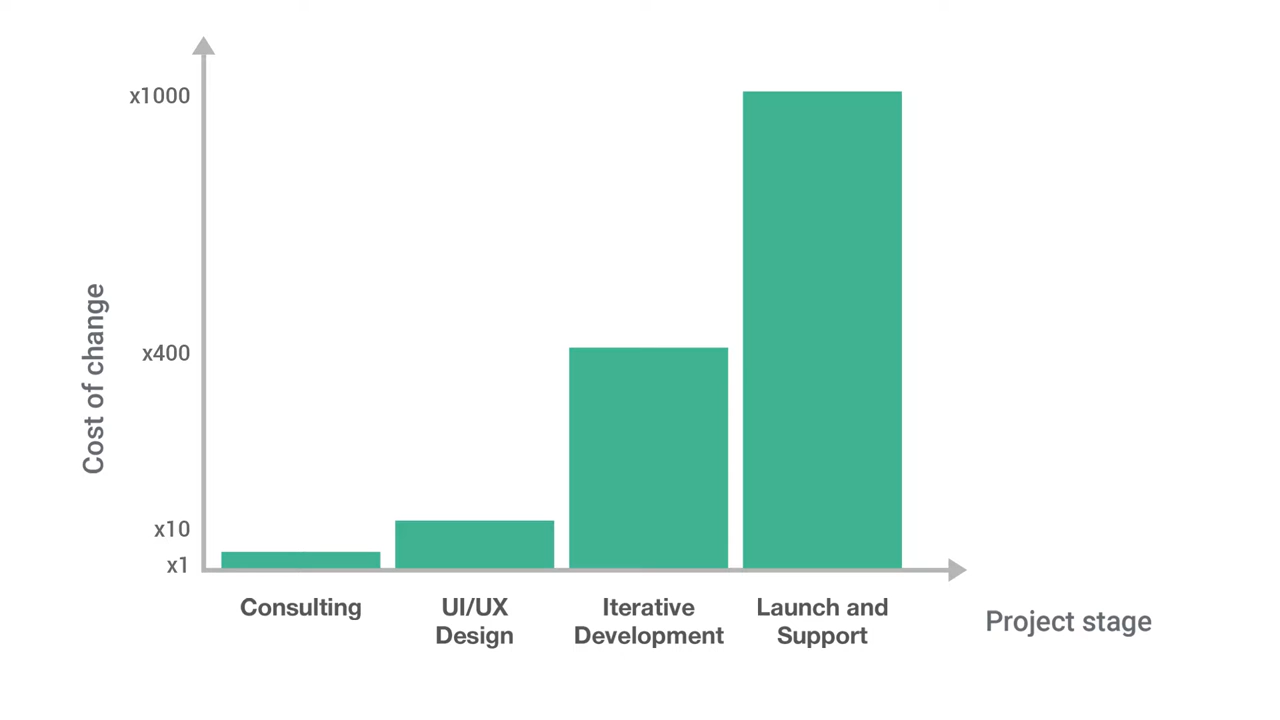 x1000
x400
x10
x1
Cost of change
Consulting
UI/UX
Design
Iterative
Development
Launch and
Support
Project stage